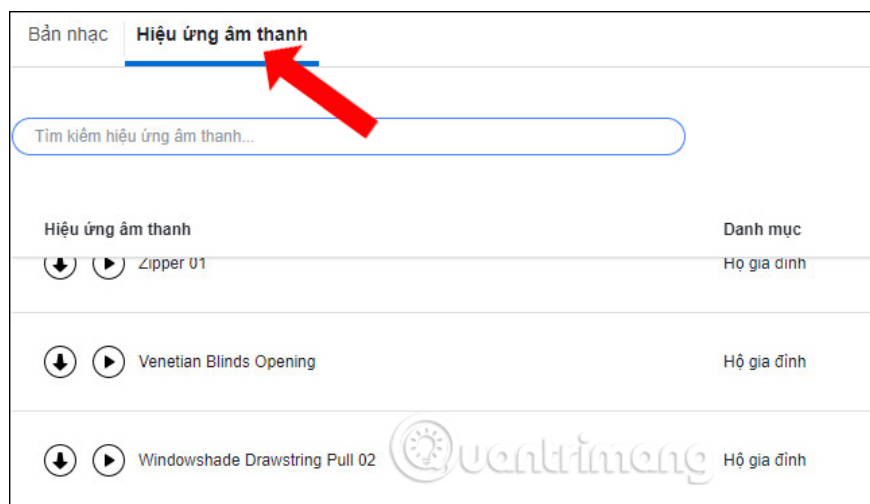 Bản nhạc Hiệu ứng âm thanh
Tìm kiếm hiệu ứng âm thanh...
Hiệu ứng âm thanh Danh mục
Zipper 01 Hộ gia đình
Venetian Blinds Opening Hộ gia đình
Windowshade Drawstring Pull 02 Quantrimang Hộ gia đình